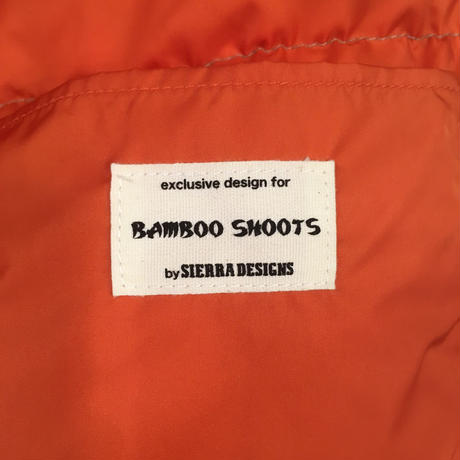 exclusive design for
BAMBOO SHOOTS
by SIERRA DESIGNS